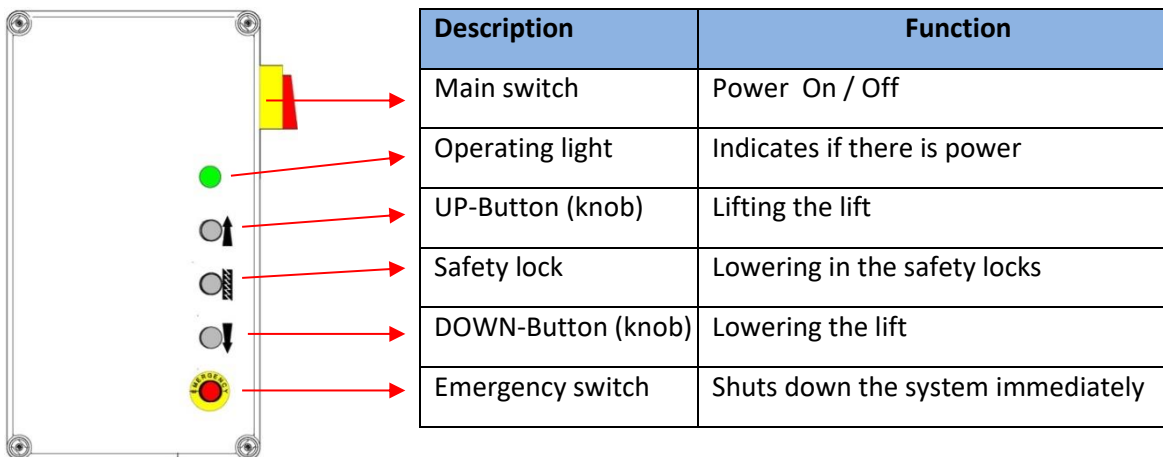 Description Function
Main switch Power On / Off
Operating light Indicates if there is power
UP-Button (knob) Lifting the lift
Safety lock Lowering in the safety locks
DOWN-Button (knob) Lowering the lift
Emergency switch Shuts down the system immediately
EMERGENCY